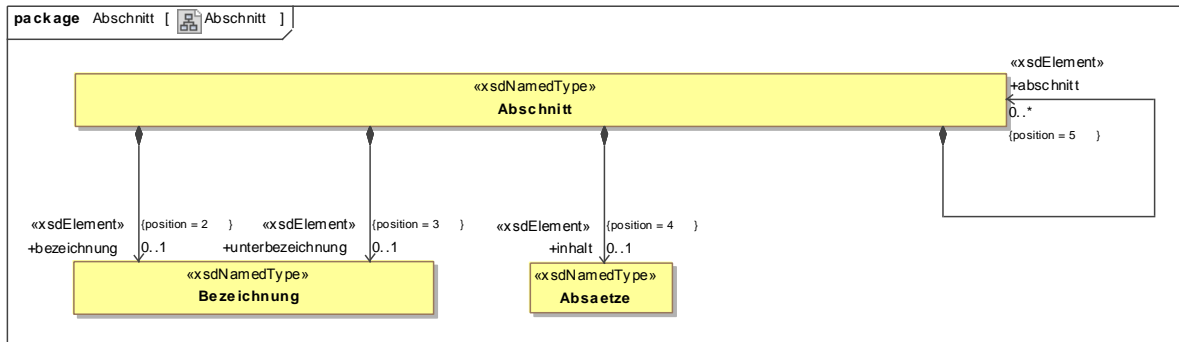 package Abschnitt [ Abschnitt ]
«xsdElement»
+abschnitt
0..*
{position = 5 }
«xsdNamedType»
Abschnitt
«xsdElement»
+bezeichnung
{position = 2 }
0..1
«xsdElement»
+unterbezeichnung
{position = 3 }
0..1
«xsdElement»
+inhalt
{position = 4 }
0..1
«xsdNamedType»
Bezeichnung
«xsdNamedType»
Absaetze